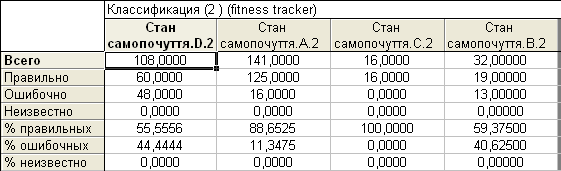 Классификация (2 ) (fitness tracker)
Стан самопочуття.D.2 Стан самопочуття.A.2 Стан самопочуття.C.2 Стан самопочуття.B.2
Всего 108,0000 141,0000 16,0000 32,00000
Правильно 60,0000 125,0000 16,0000 19,00000
Ошибочно 48,0000 16,0000 0,0000 13,00000
Неизвестно 0,0000 0,0000 0,0000 0,00000
% правильных 55,5556 88,6525 100,0000 59,37500
% ошибочных 44,4444 11,3475 0,0000 40,62500
% неизвестно 0,0000 0,0000 0,0000 0,00000